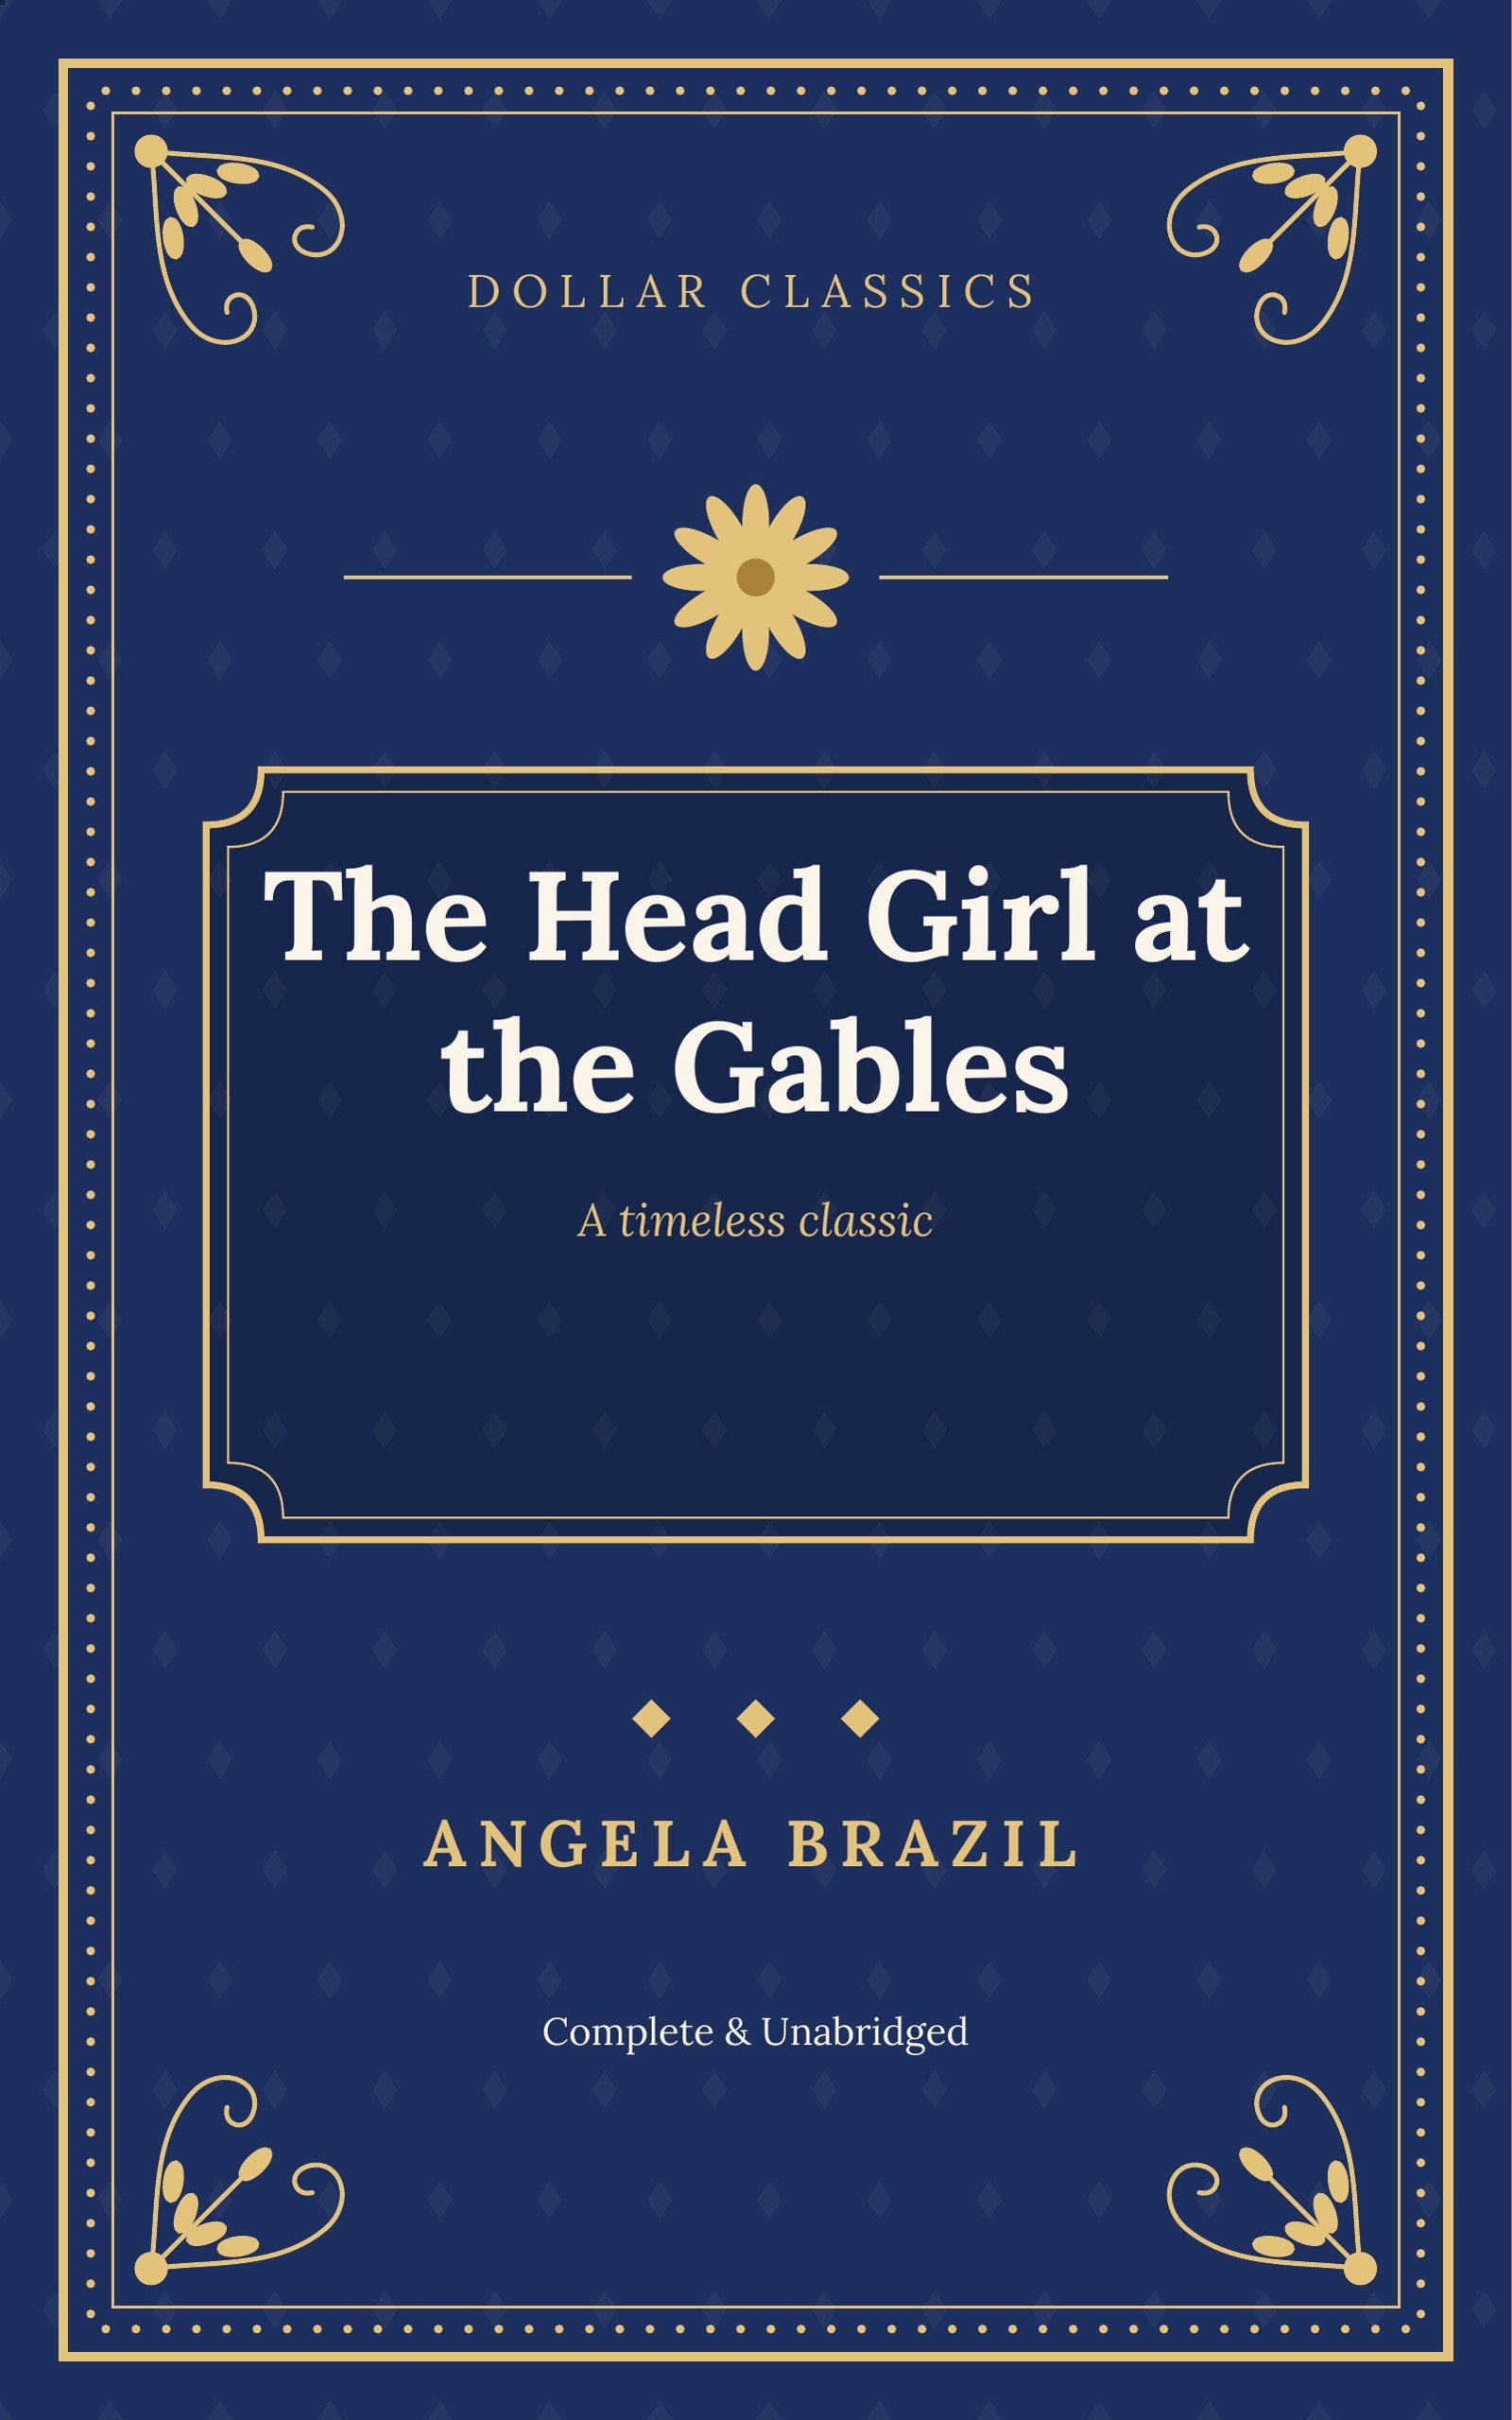 DOLLAR CLASSICS
The Head Girl at
the Gables
A timeless classic
ANGELA BRAZIL
Complete & Unabridged